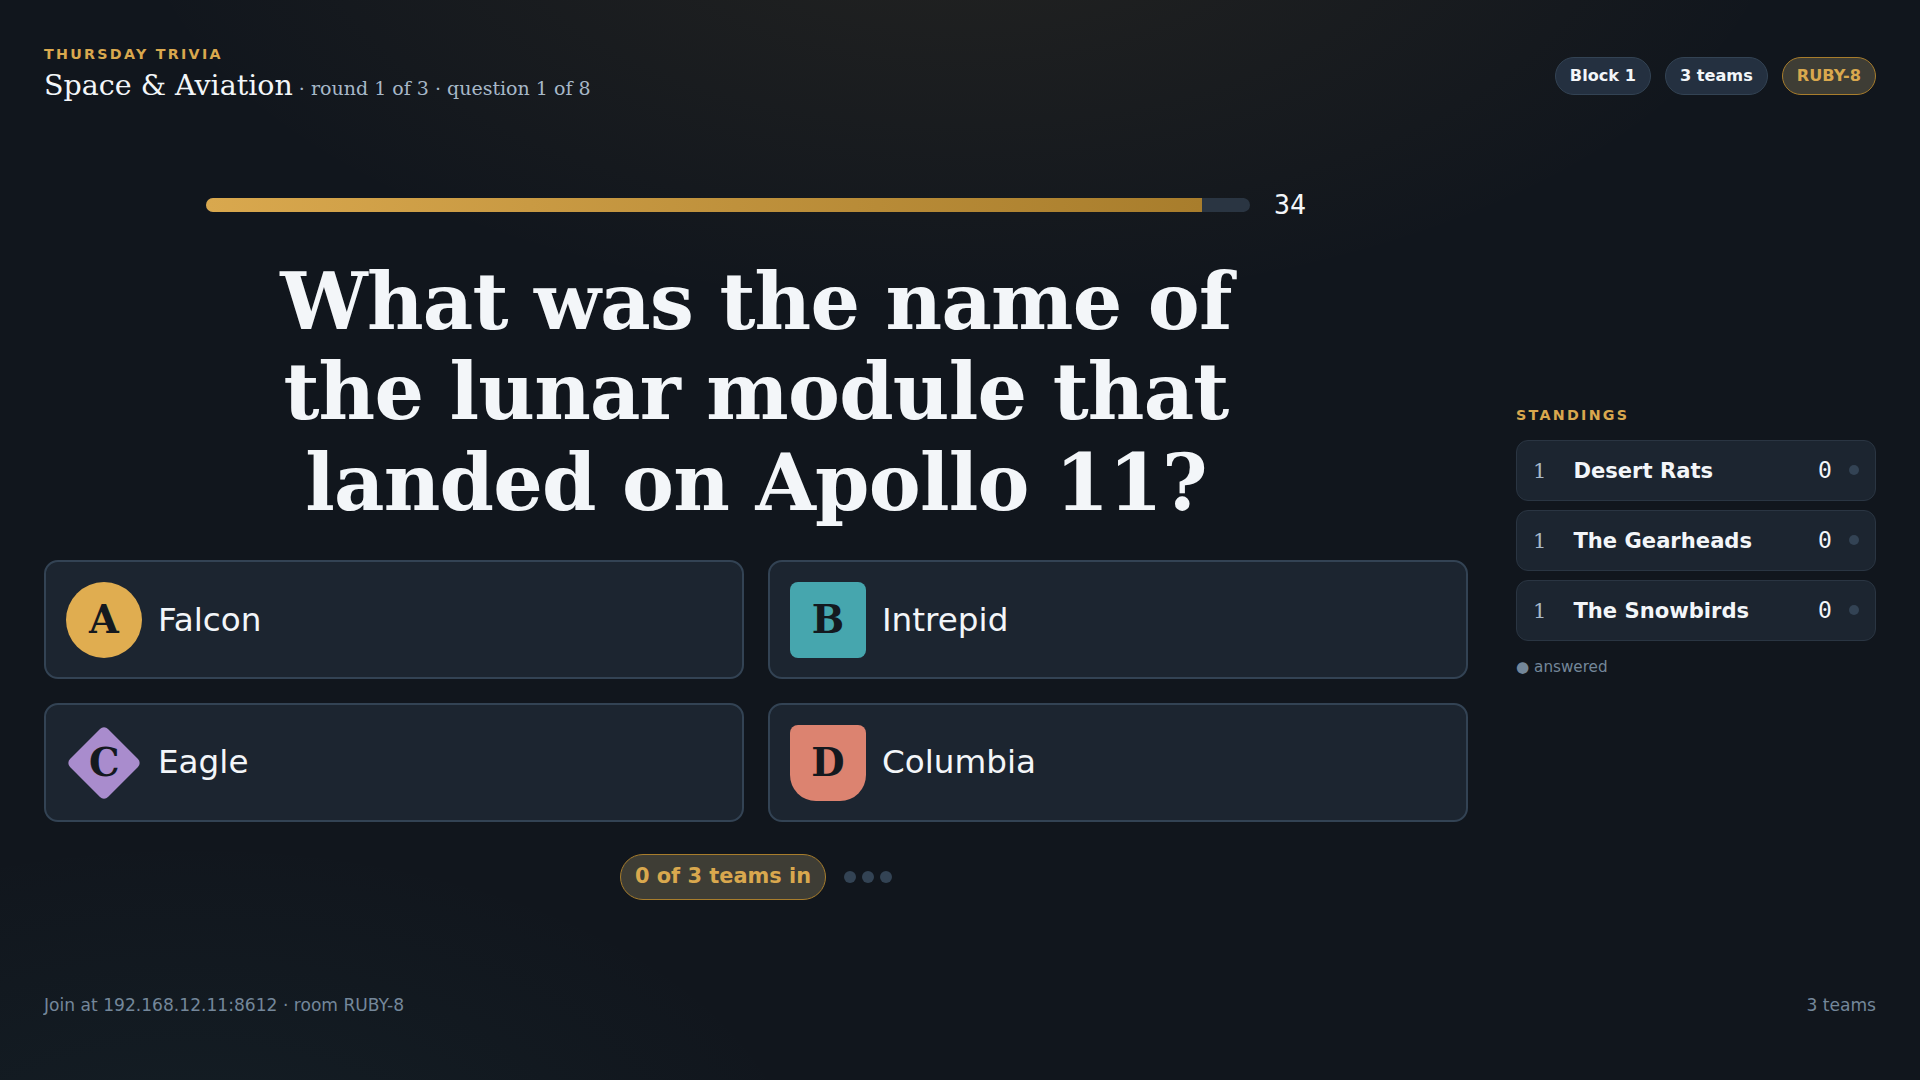 THURSDAY TRIVIA
Space & Aviation · round 1 of 3 · question 1 of 8
Block 1
3 teams
RUBY-8
34
What was the name of
the lunar module that
landed on Apollo 11?
A Falcon
B Intrepid
C Eagle
D Columbia
0 of 3 teams in
STANDINGS
1 Desert Rats 0
1 The Gearheads 0
1 The Snowbirds 0
answered
Join at 192.168.12.11:8612 · room RUBY-8
3 teams